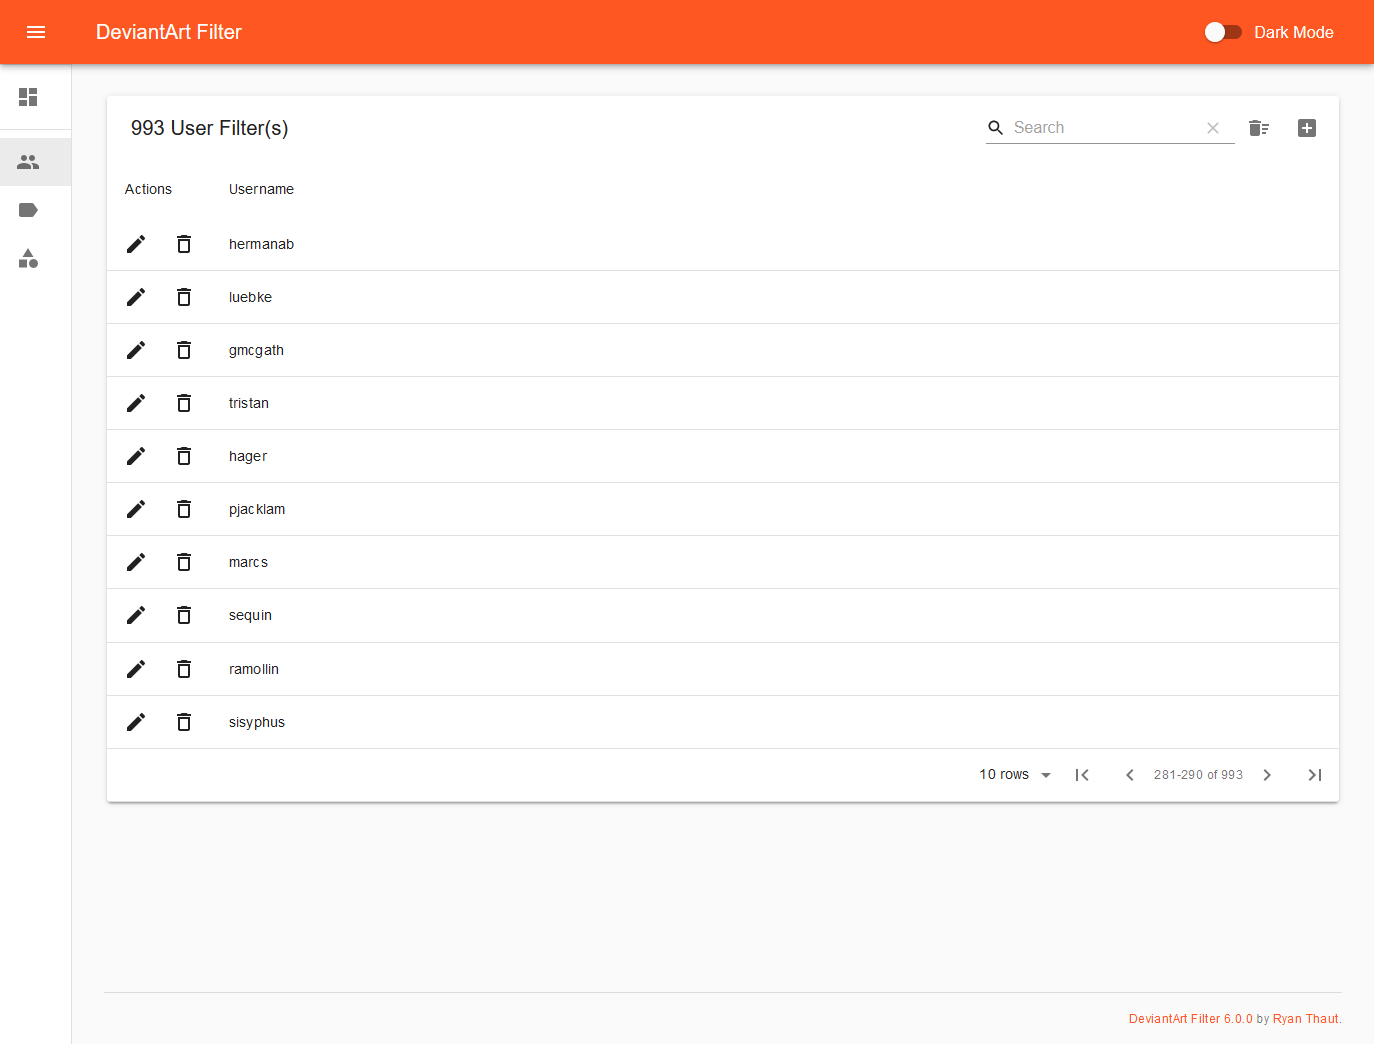 DeviantArt Filter
Dark Mode
993 User Filter(s)
Search
Actions Username
hermanab
luebke
gmcgath
tristan
hager
pjacklam
marcs
sequin
ramollin
sisyphus
10 rows 281-290 of 993
DeviantArt Filter 6.0.0 by Ryan Thaut.